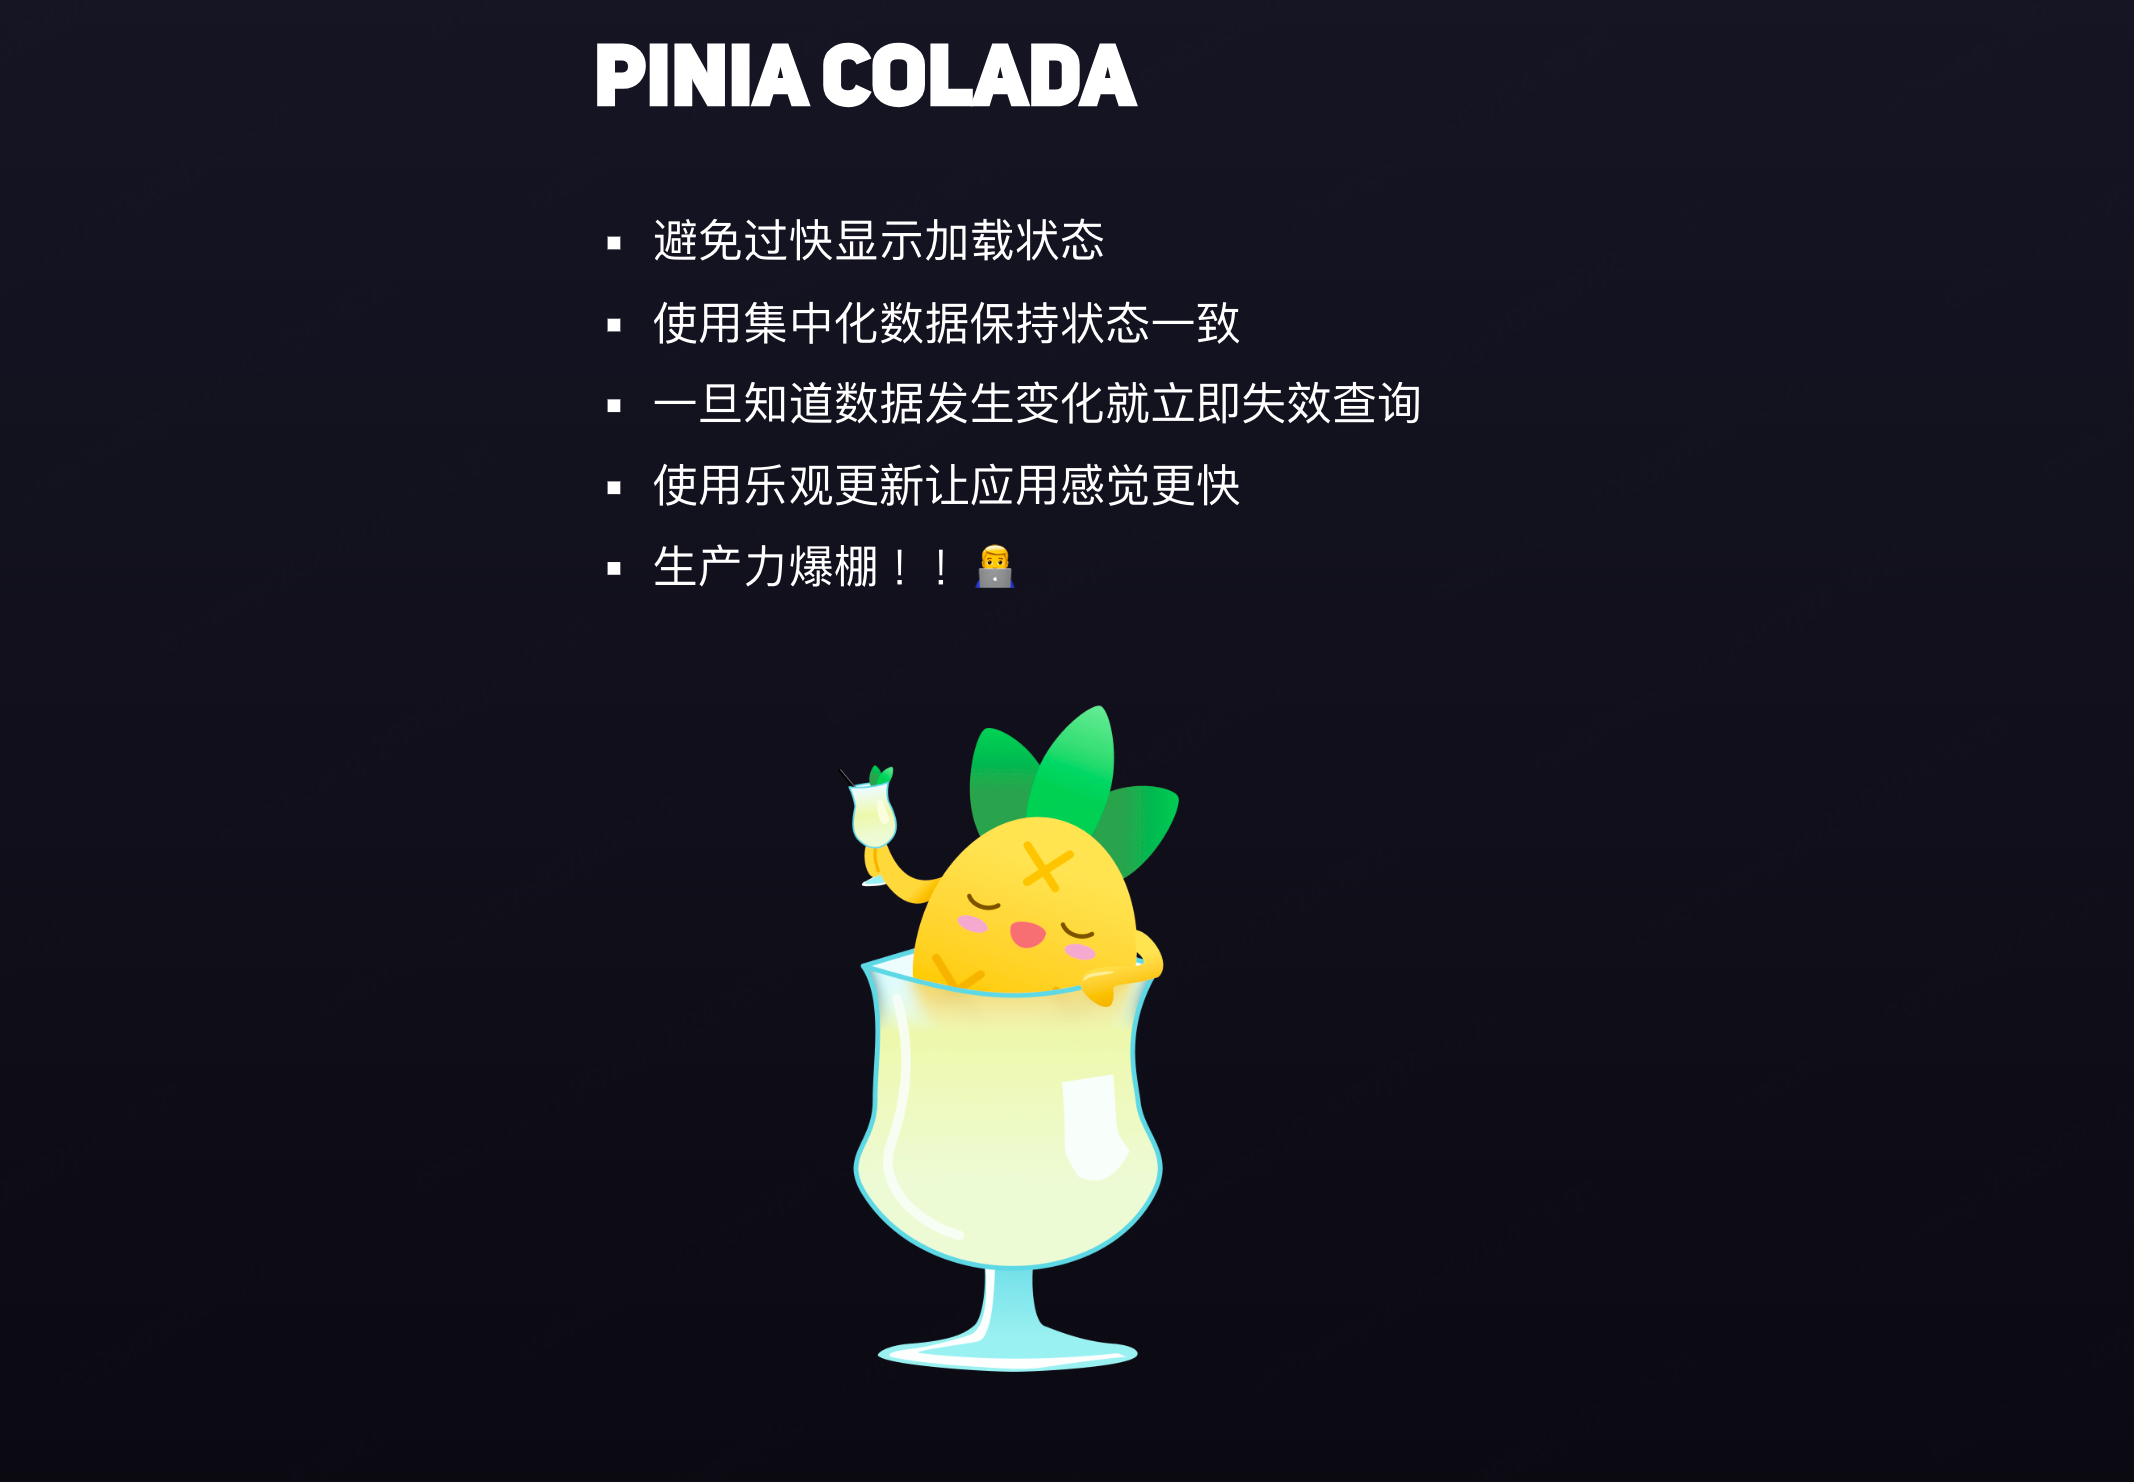 PINIA COLADA
避免过快显示加载状态
使用集中化数据保持状态一致
一旦知道数据发生变化就立即失效查询
使用乐观更新让应用感觉更快
生产力爆棚！！👨‍💻